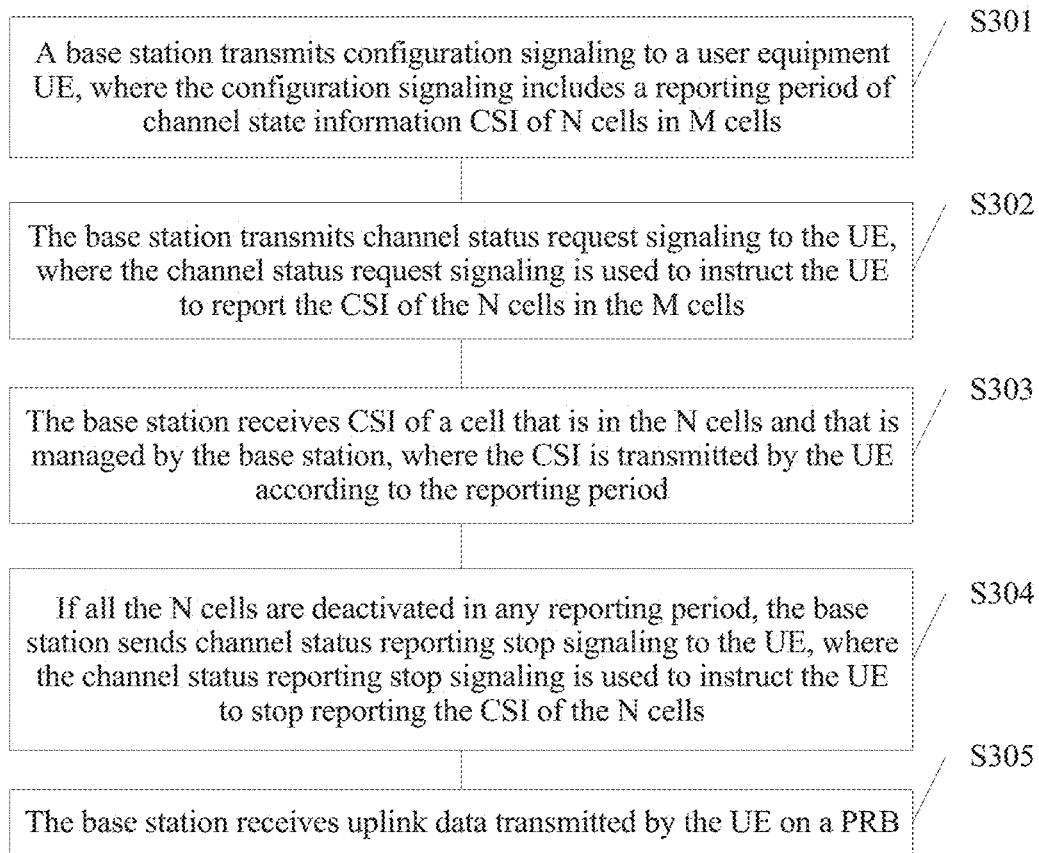 S301
A base station transmits configuration signaling to a user equipment
UE, where the configuration signaling includes a reporting period of
channel state information CSI of N cells in M cells
S302
The base station transmits channel status request signaling to the UE,
where the channel status request signaling is used to instruct the UE
to report the CSI of the N cells in the M cells
S303
The base station receives CSI of a cell that is in the N cells and that is
managed by the base station, where the CSI is transmitted by the UE
according to the reporting period
S304
If all the N cells are deactivated in any reporting period, the base
station sends channel status reporting stop signaling to the UE, where
the channel status reporting stop signaling is used to instruct the UE
to stop reporting the CSI of the N cells
S305
The base station receives uplink data transmitted by the UE on a PRB